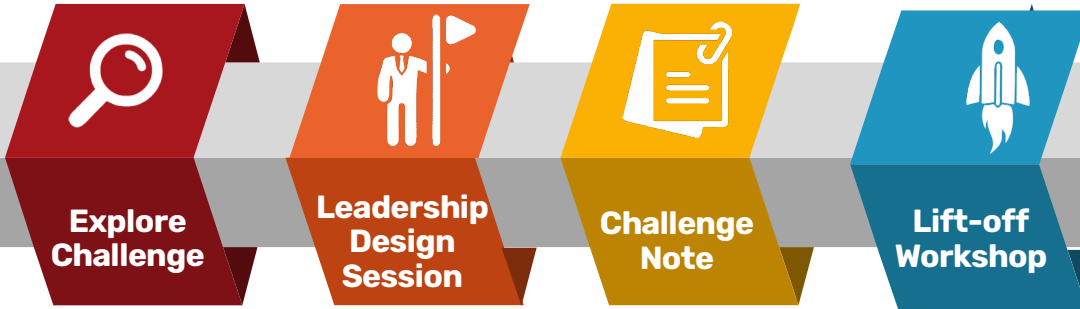 Explore
Challenge
Leadership
Design
Session
Challenge
Note
Lift-off
Workshop